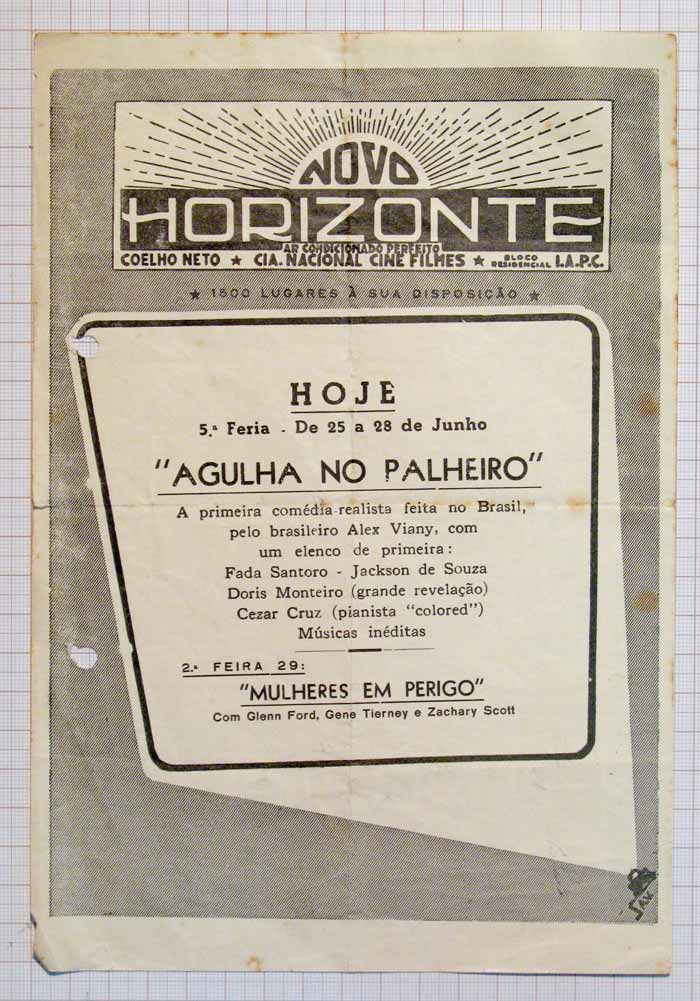 NOVO
HORIZONTE
AR CONDICIONADO PERFEITO
COELHO NETO ★ CIA. NACIONAL CINE FILMES ★ BLOCO RESIDENCIAL I.A.P.C.
★ 1500 LUGARES À SUA DISPOSIÇÃO ★
HOJE
5.ª Feria - De 25 a 28 de Junho
"AGULHA NO PALHEIRO"
A primeira comédia-realista feita no Brasil,
pelo brasileiro Alex Viany, com
um elenco de primeira:
Fada Santoro - Jackson de Souza
Doris Monteiro (grande revelação)
Cezar Cruz (pianista "colored")
Músicas inéditas
2.ª FEIRA 29:
"MULHERES EM PERIGO"
Com Glenn Ford, Gene Tierney e Zachary Scott
SAV.